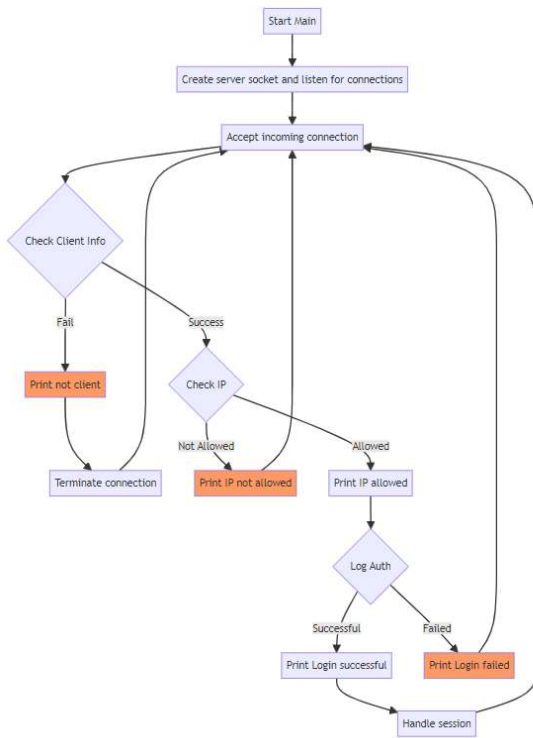 Start Main
Create server socket and listen for connections
Accept incoming connection
Check Client Info
Fail
Success
Print not client
Check IP
Not Allowed
Allowed
Terminate connection
Print IP not allowed
Print IP allowed
Log Auth
Successful
Failed
Print Login successful
Print Login failed
Handle session